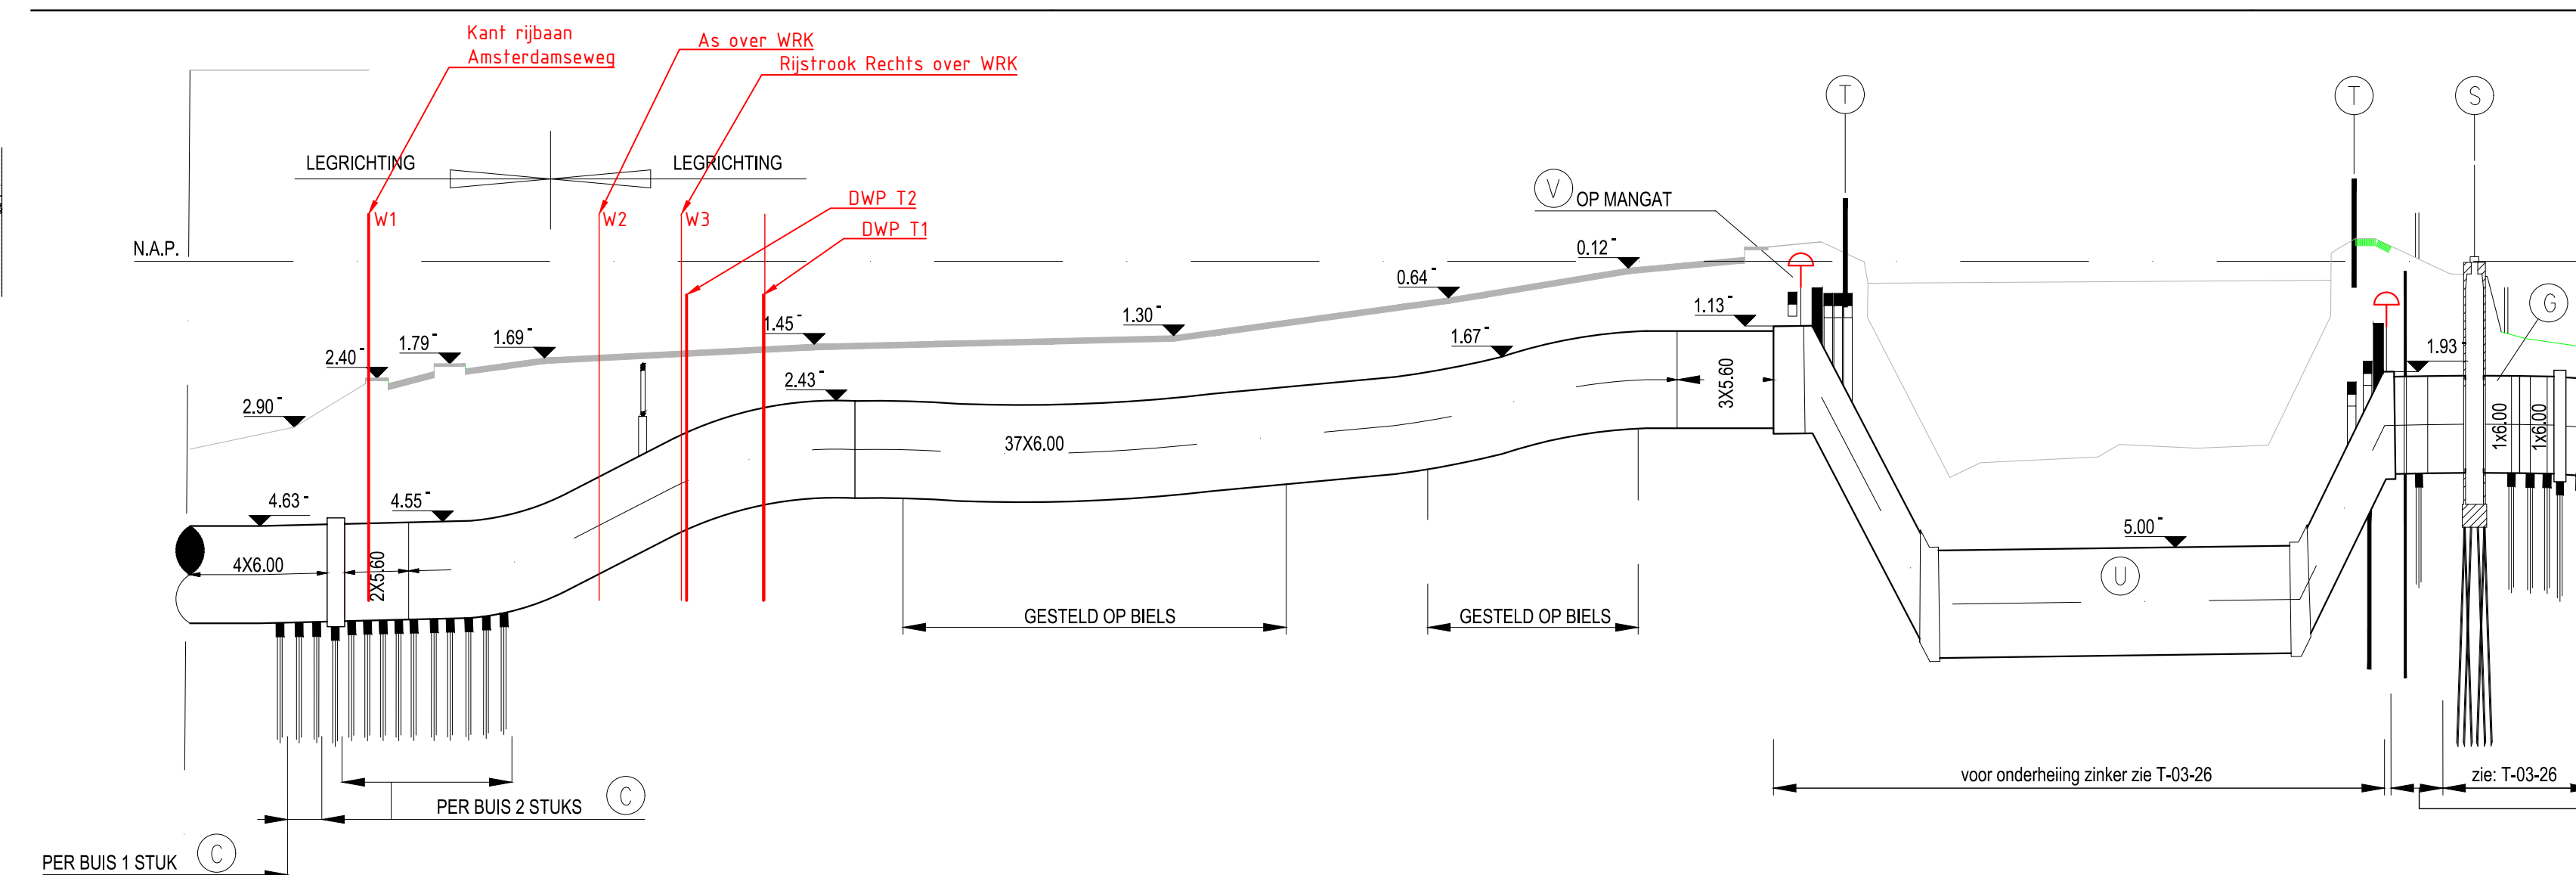 Kant rijbaan
Amsterdamseweg
As over WRK
Rijstrook Rechts over WRK
T
T
S
LEGRICHTING
LEGRICHTING
V
OP MANGAT
DWP T2
DWP T1
W1
W2
W3
N.A.P.
0.12-
0.64-
1.13-
1.30-
1.45-
1.69-
1.79-
2.40-
2.90-
1.67-
2.43-
1.93-
G
3X5.60
37X6.00
1x6.00
1x6.00
4.63-
4.55-
5.00-
4X6.00
2X5.60
U
GESTELD OP BIELS
GESTELD OP BIELS
voor onderheiing zinker zie T-03-26
zie: T-03-26
PER BUIS 2 STUKS
C
PER BUIS 1 STUK
C